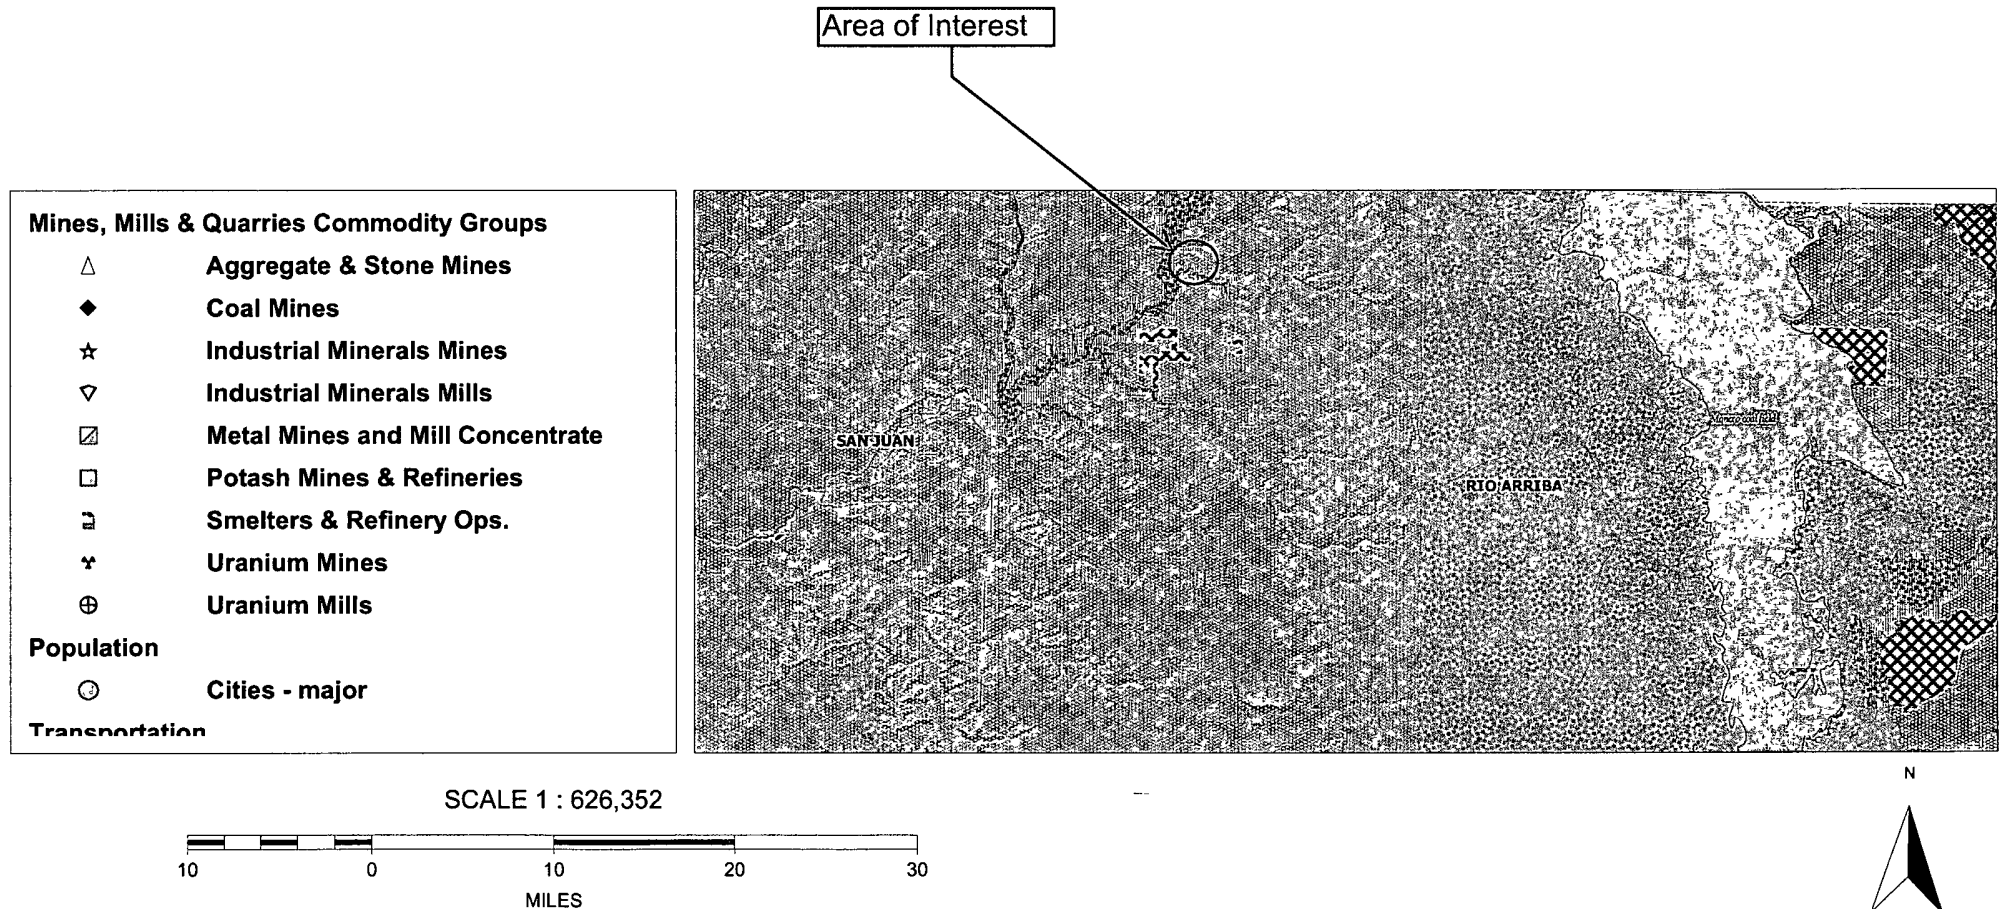 Area of Interest
Mines, Mills & Quarries Commodity Groups
Aggregate & Stone Mines
Coal Mines
Industrial Minerals Mines
Industrial Minerals Mills
Metal Mines and Mill Concentrate
Potash Mines & Refineries
Smelters & Refinery Ops.
Uranium Mines
Uranium Mills
Population
Cities - major
Transportation
SAN JUAN
RIO ARRIBA
SCALE 1 : 626,352
10 0 10 20 30
MILES
N